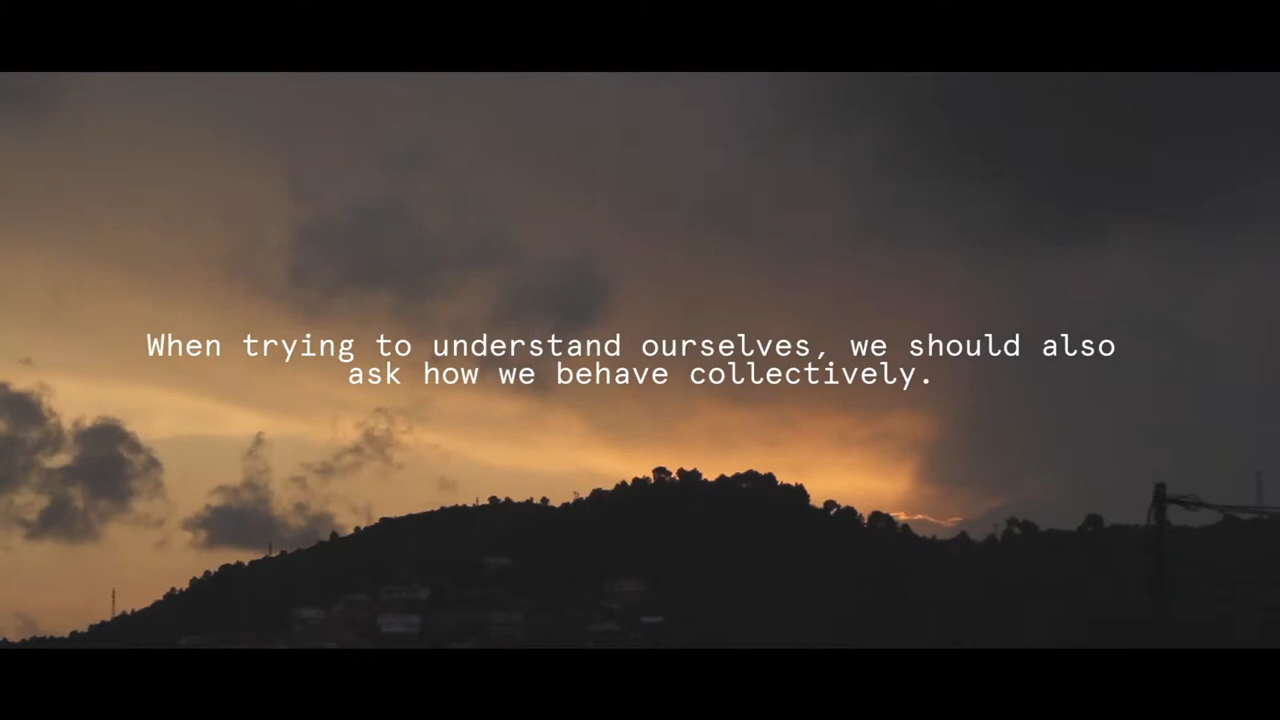 When trying to understand ourselves, we should also
ask how we behave collectively.